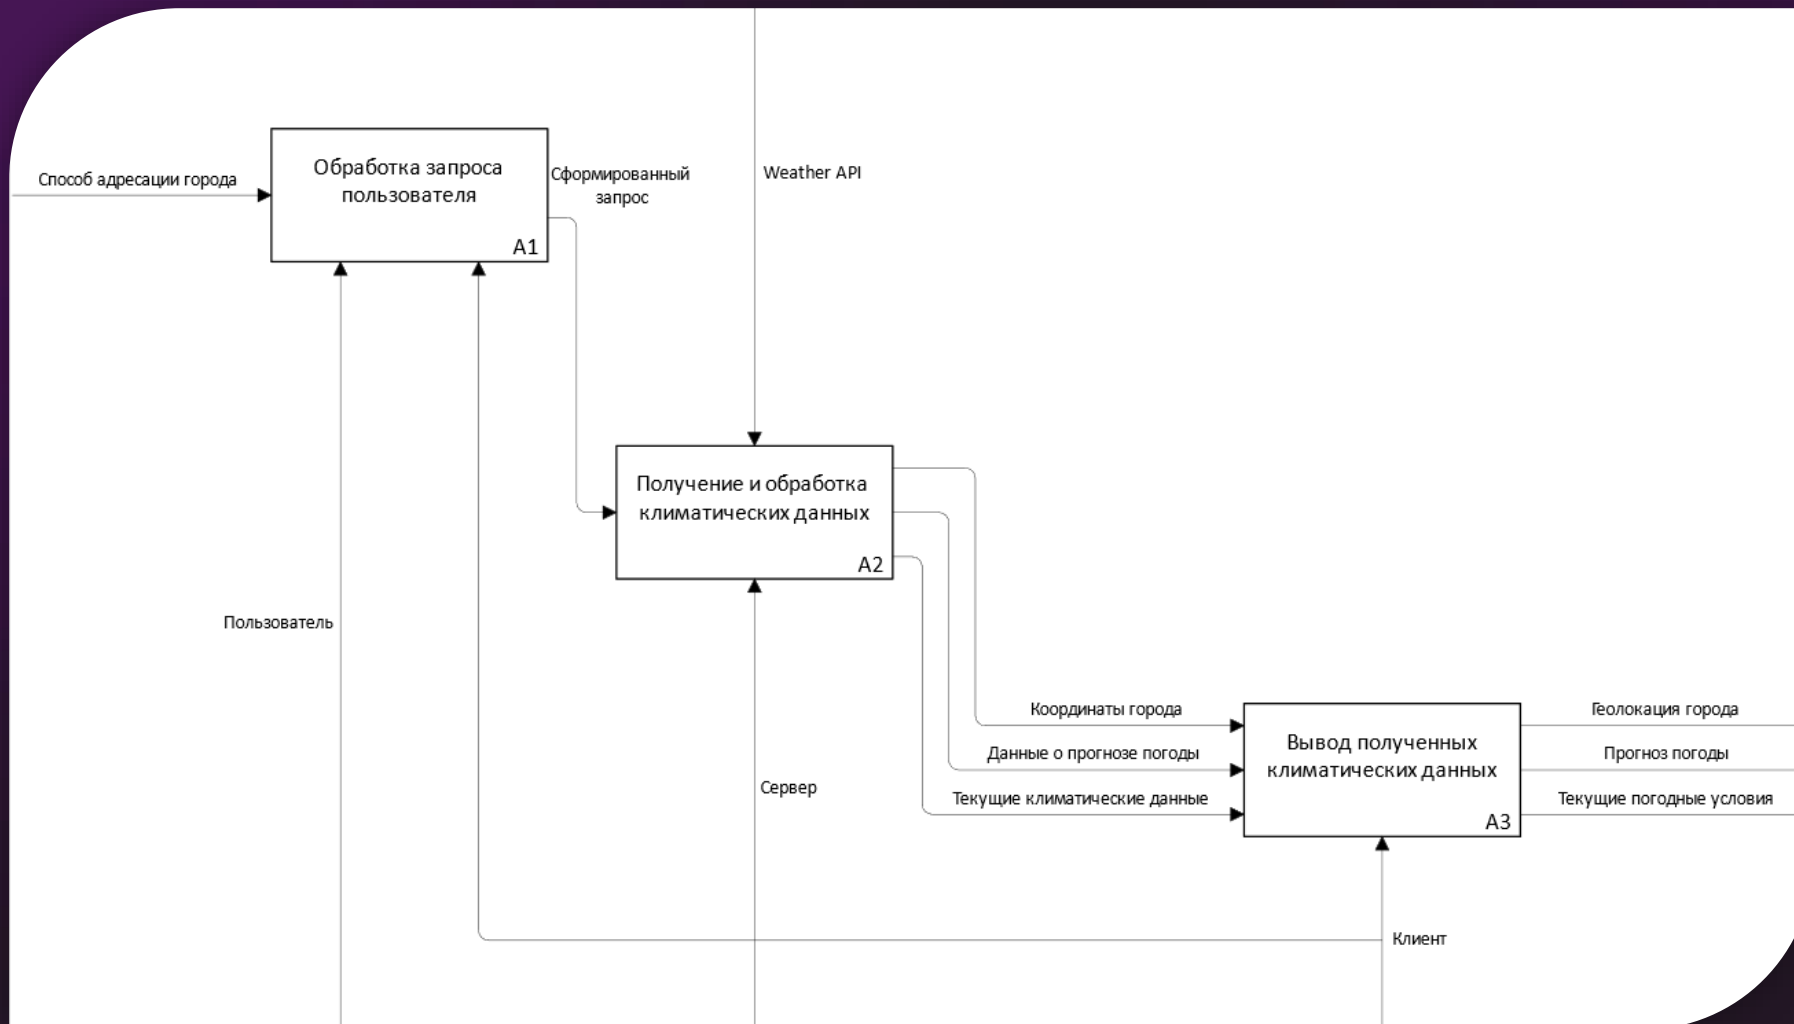 Способ адресации города
Обработка запроса
пользователя
A1
Сформированный
запрос
Weather API
Получение и обработка
климатических данных
A2
Пользователь
Сервер
Координаты города
Данные о прогнозе погоды
Текущие климатические данные
Вывод полученных
климатических данных
A3
Геолокация города
Прогноз погоды
Текущие погодные условия
Клиент